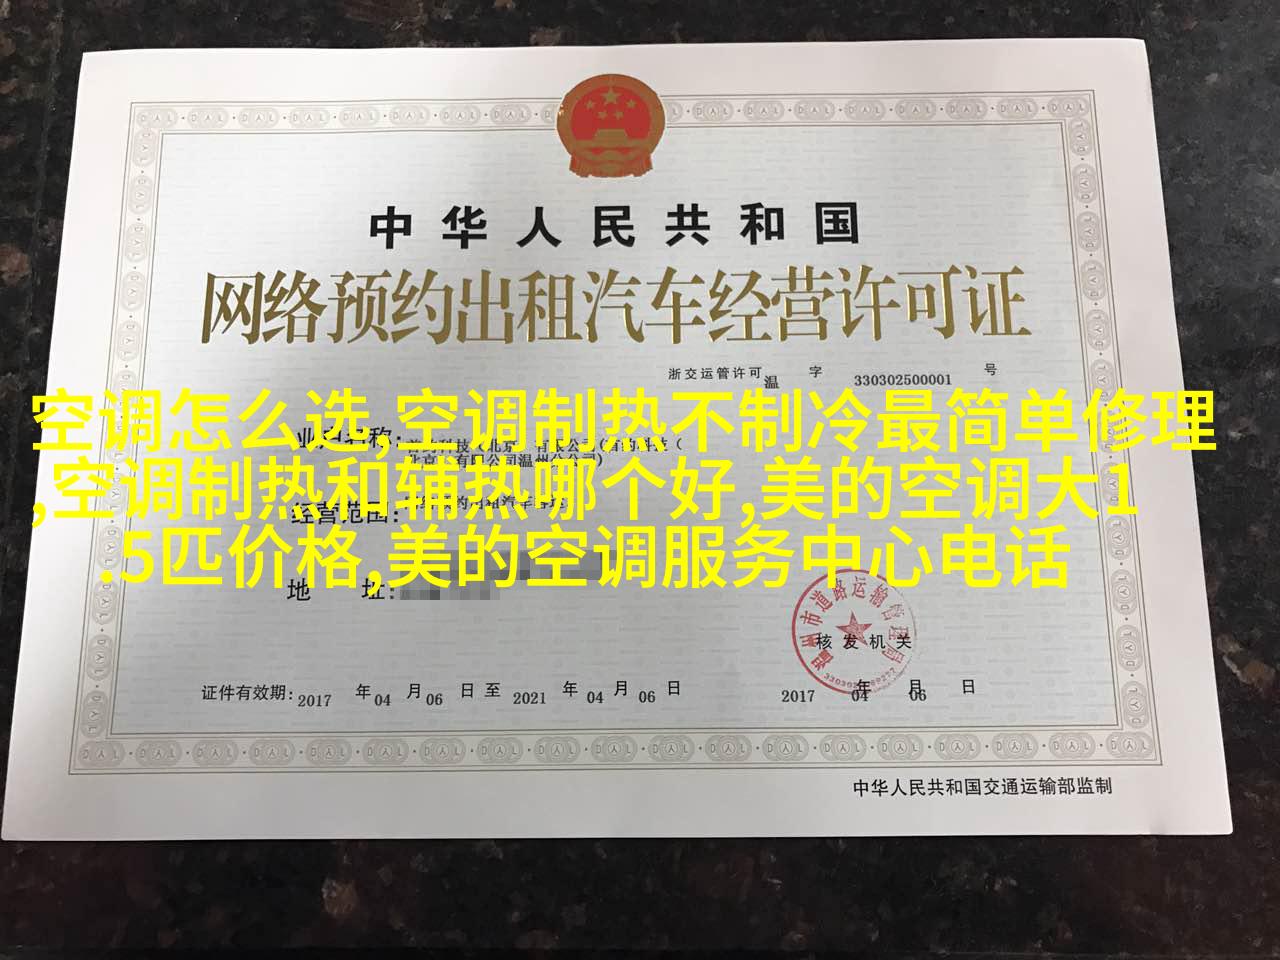 中华人民共和国
网络预约出租汽车经营许可证
浙交运管许可 温 字 330302500001 号
空调怎么选,空调制热不制冷最简单修理
,空调制热和辅热哪个好,美的空调大1
.5匹价格,美的空调服务中心电话
经营范围:
地 址:
核发机关
证件有效期: 2017 年 04 月 06 日 至 2021 年 04 月 06 日
2017 年 04 月 06 日
中华人民共和国交通运输部监制